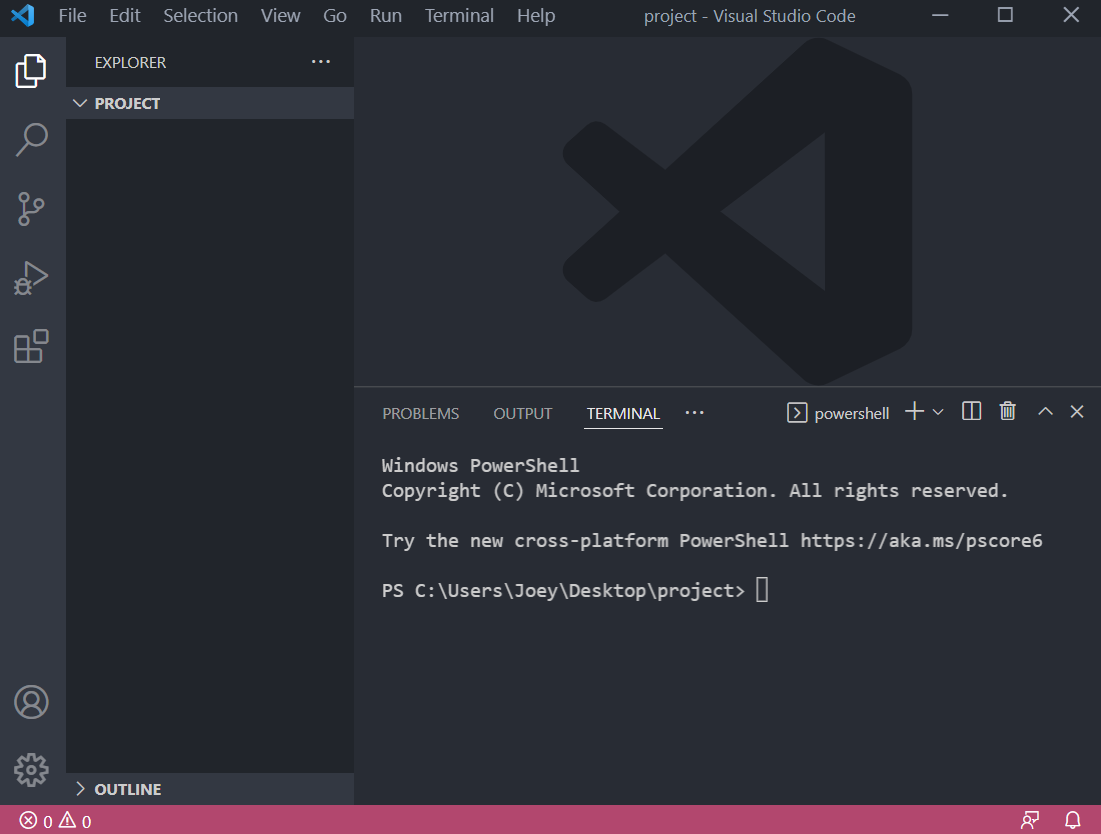 File Edit Selection View Go Run Terminal Help project - Visual Studio Code
EXPLORER
PROJECT
PROBLEMS OUTPUT TERMINAL powershell
Windows PowerShell
Copyright (C) Microsoft Corporation. All rights reserved.
Try the new cross-platform PowerShell https://aka.ms/pscore6
PS C:\Users\Joey\Desktop\project>
OUTLINE
0 0